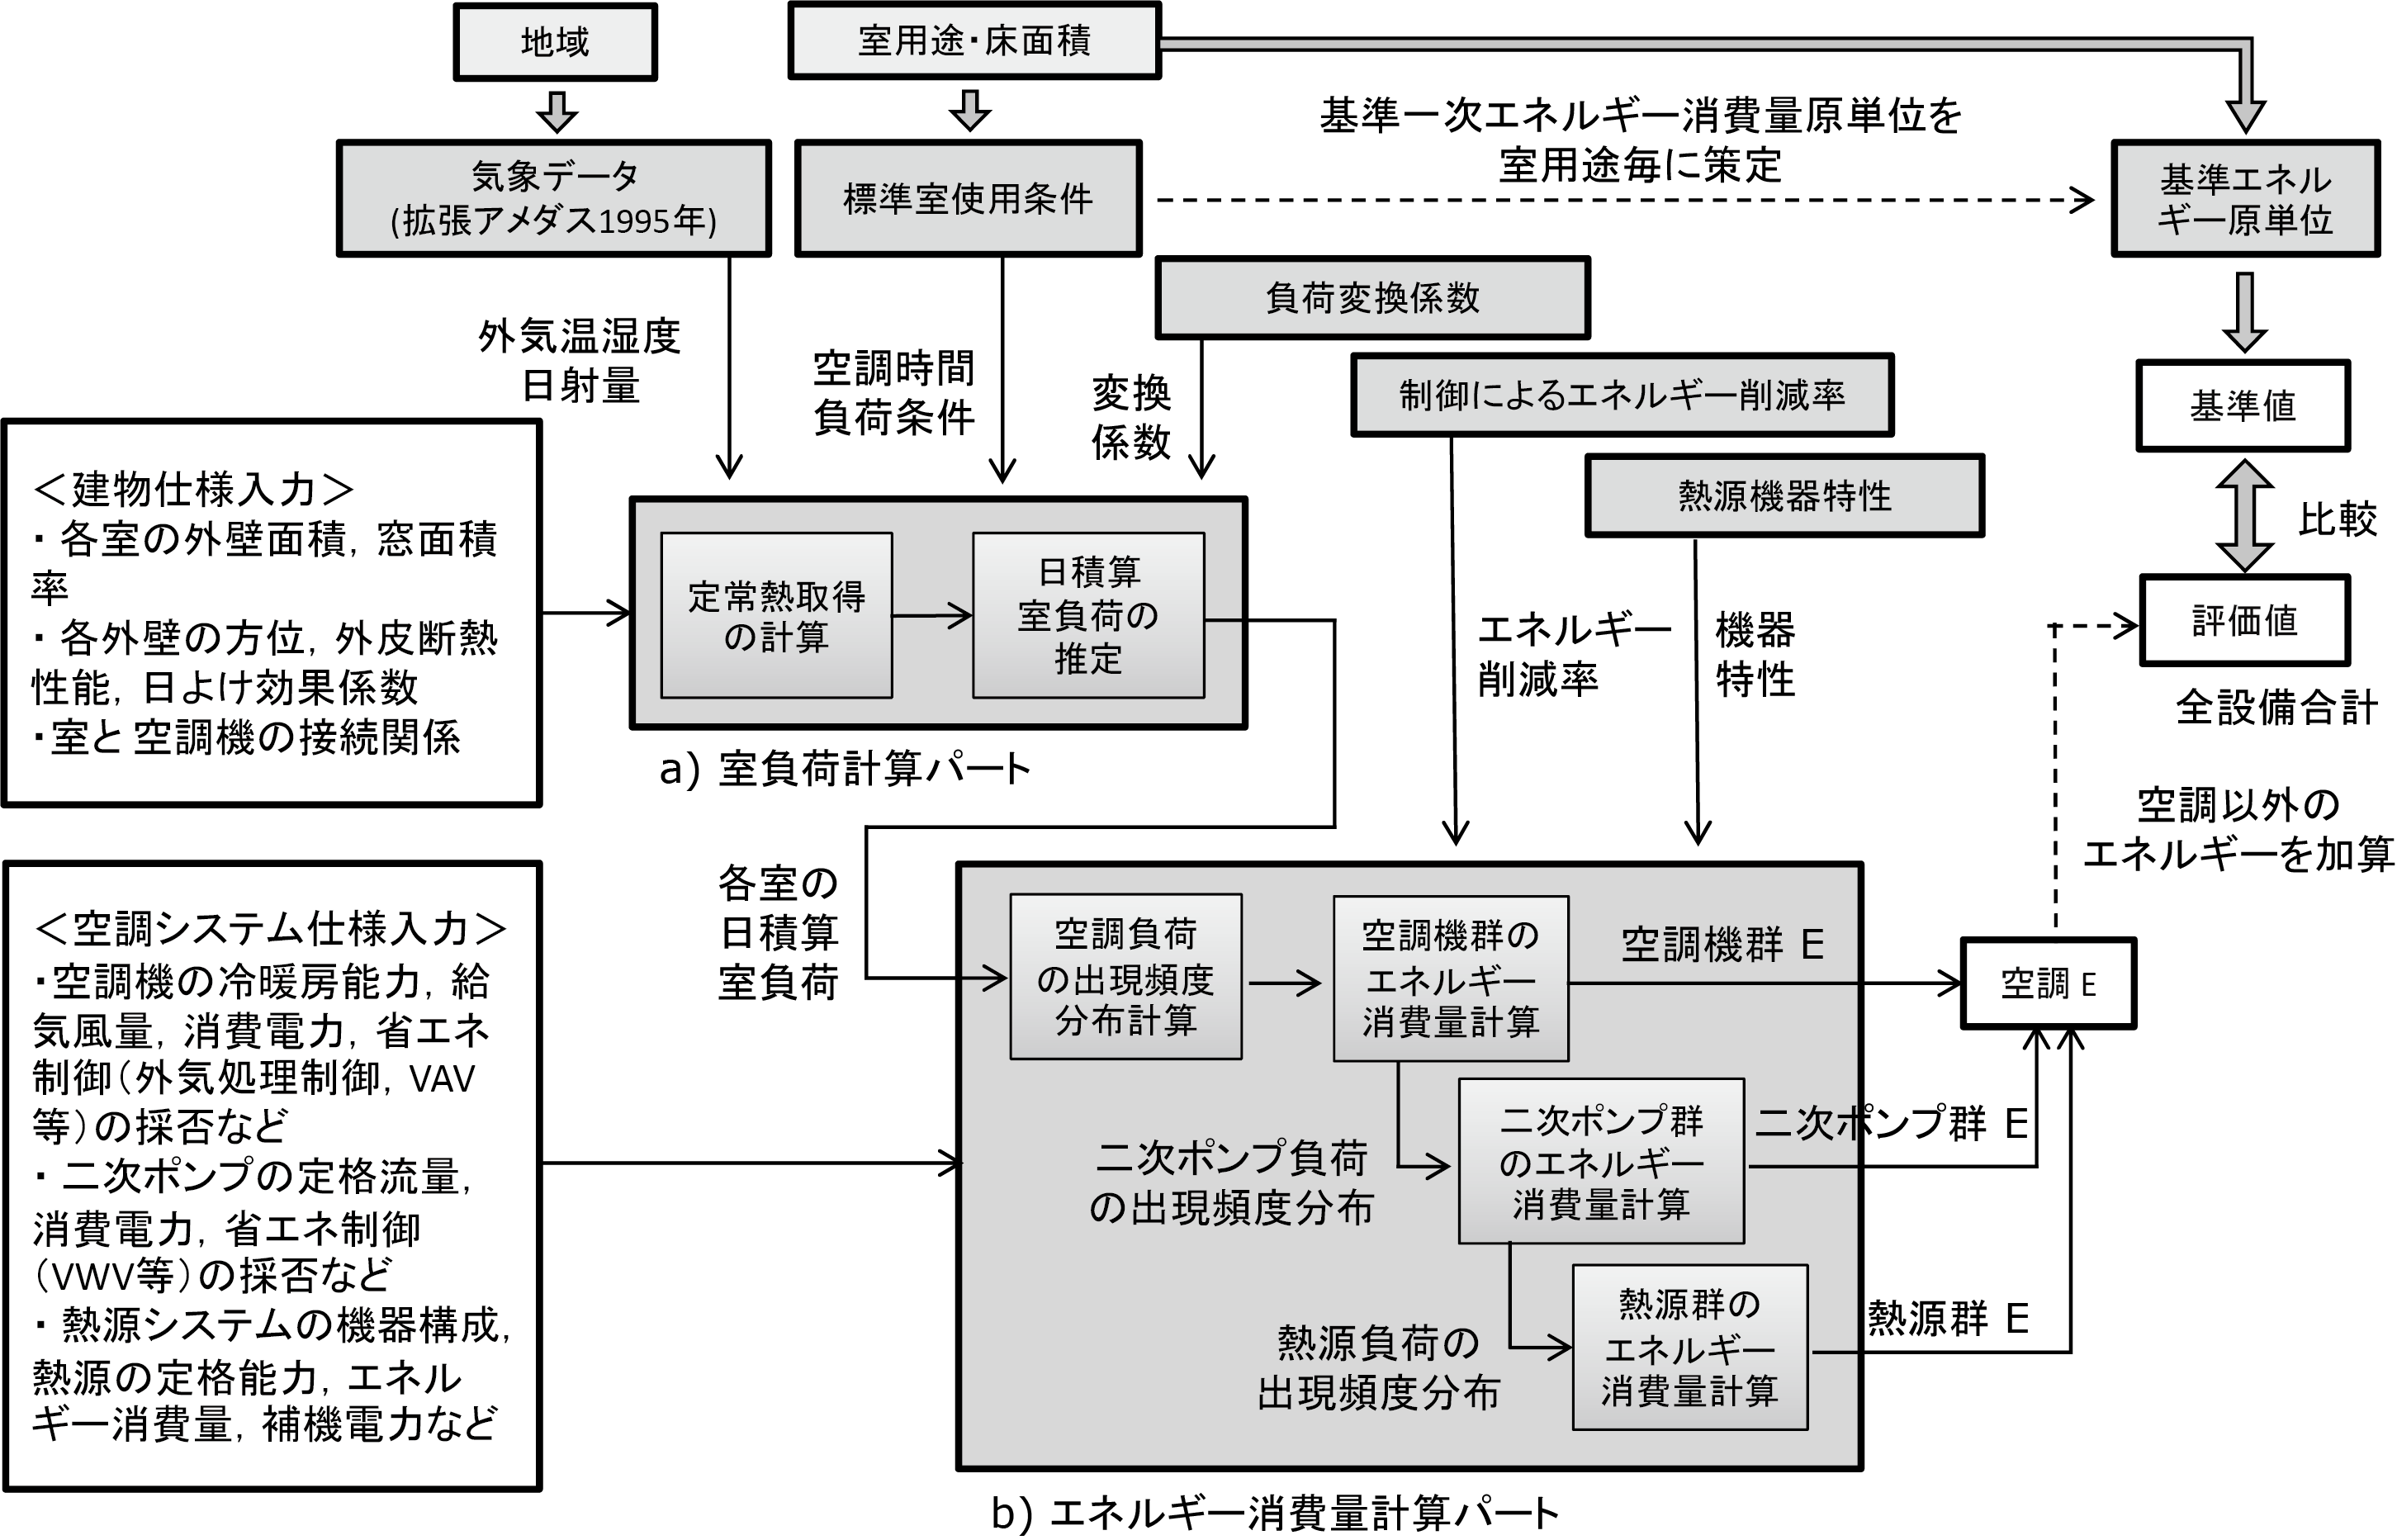 地域
室用途・床面積
気象データ
(拡張アメダス1995年)
標準室使用条件
基準一次エネルギー消費量原単位を
室用途毎に策定
基準エネル
ギー原単位
負荷変換係数
制御によるエネルギー削減率
熱源機器特性
外気温湿度
日射量
空調時間
負荷条件
変換
係数
エネルギー
削減率
機器
特性
基準値
比較
評価値
全設備合計
空調以外の
エネルギーを加算
＜建物仕様入力＞
・ 各室の外壁面積，窓面積
率
・ 各外壁の方位，外皮断熱
性能，日よけ効果係数
・室と空調機の接続関係
定常熱取得
の計算
日積算
室負荷の
推定
a）室負荷計算パート
各室の
日積算
室負荷
＜空調システム仕様入力＞
・空調機の冷暖房能力，給
気風量，消費電力，省エネ
制御（外気処理制御，VAV
等）の採否など
・ 二次ポンプの定格流量，
消費電力，省エネ制御
（VWV等）の採否など
・ 熱源システムの機器構成，
熱源の定格能力，エネル
ギー消費量，補機電力など
空調負荷
の出現頻度
分布計算
空調機群の
エネルギー
消費量計算
空調機群 E
空調 E
二次ポンプ負荷
の出現頻度分布
二次ポンプ群
のエネルギー
消費量計算
二次ポンプ群 E
熱源負荷の
出現頻度分布
熱源群の
エネルギー
消費量計算
熱源群 E
b）エネルギー消費量計算パート